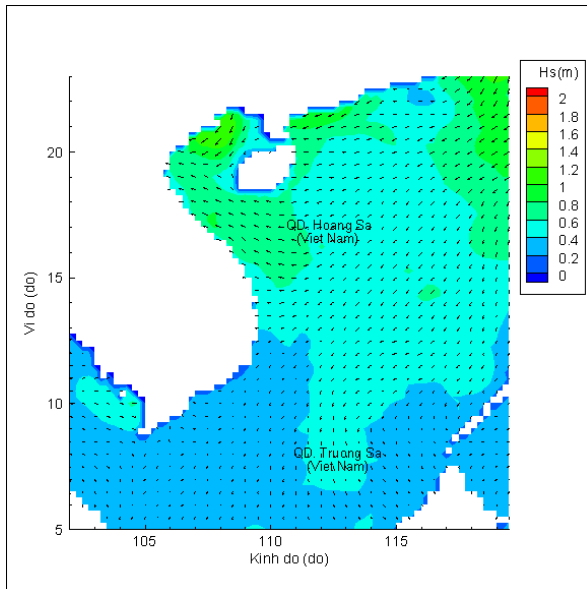 Hs(m)
2
1.8
1.6
1.4
1.2
1
0.8
0.6
0.4
0.2
0
20
15
10
5
Vi do (do)
QD. Hoang Sa
(Viet Nam)
QD. Truong Sa
(Viet Nam)
105
110
115
Kinh do (do)